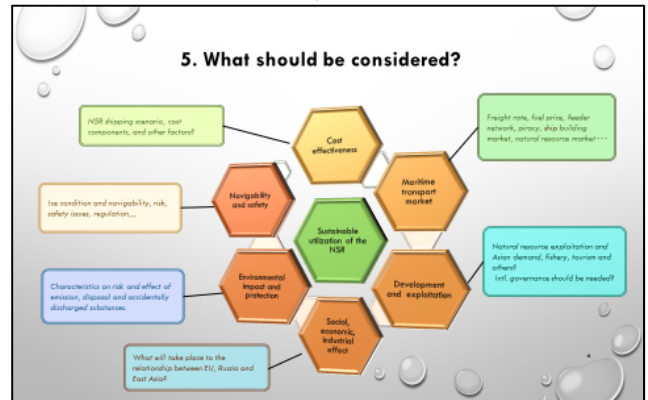 5. What should be considered?
NSR shipping scenario, cost
components, and other factors?
Cost
effectiveness
Freight rate, fuel price, feeder
network, piracy, ship building
market, natural resource market---
Maritime
transport
market
Navigability
and safety
Ice condition and navigability, risk,
safety issues, regulation,,,
Sustainable
utilization of the
NSR
Natural resource exploitation and
Asian demand, fishery, tourism and
others?
Intl. governance should be needed?
Development
and exploitation
Environmental
impact and
protection
Characteristics on risk and effect of
emission, disposal and accidentally
discharged substances.
Social,
economic,
industrial
effect
What will take place to the
relationship between EU, Russia and
East Asia?